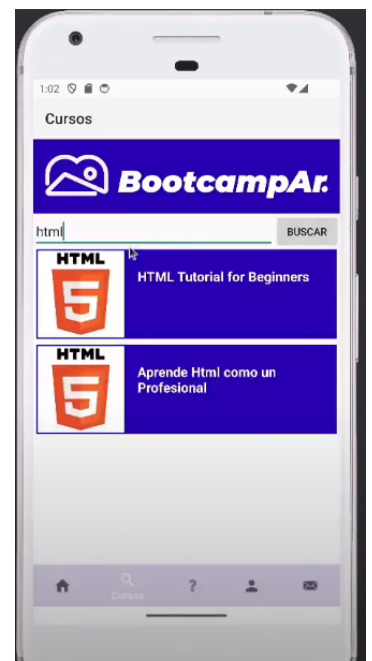 1:02
Cursos
BootcampAr.
html
BUSCAR
HTML
5
HTML Tutorial for Beginners
HTML
5
Aprende Html como un
Profesional
?
Cursos